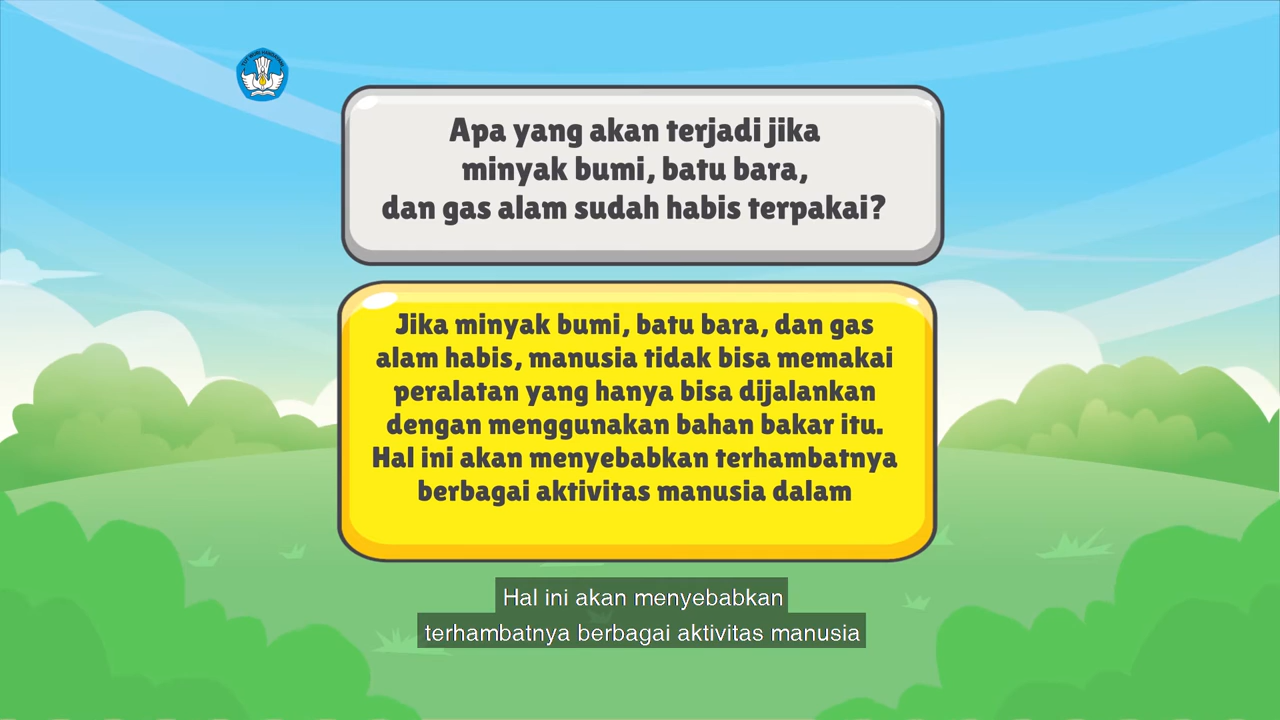 Apa yang akan terjadi jika
minyak bumi, batu bara,
dan gas alam sudah habis terpakai?
Jika minyak bumi, batu bara, dan gas
alam habis, manusia tidak bisa memakai
peralatan yang hanya bisa dijalankan
dengan menggunakan bahan bakar itu.
Hal ini akan menyebabkan terhambatnya
berbagai aktivitas manusia dalam
Hal ini akan menyebabkan
terhambatnya berbagai aktivitas manusia